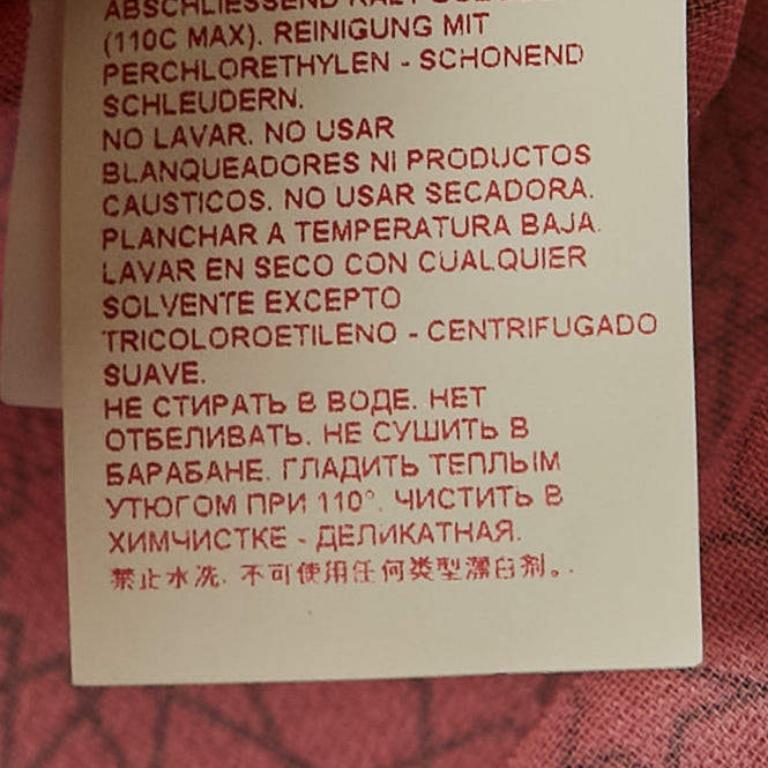 ABSCHLIESSEND KALT
(110C MAX). REINIGUNG MIT
PERCHLORETHYLEN - SCHONEND
SCHLEUDERN.
NO LAVAR. NO USAR
BLANQUEADORES NI PRODUCTOS
CAUSTICOS. NO USAR SECADORA.
PLANCHAR A TEMPERATURA BAJA.
LAVAR EN SECO CON CUALQUIER
SOLVENTE EXCEPTO
TRICOLOROETILENO - CENTRIFUGADO
SUAVE.
НЕ СТИРАТЬ В ВОДЕ. НЕТ
ОТБЕЛИВАТЬ. НЕ СУШИТЬ В
БАРАБАНЕ. ГЛАДИТЬ ТЕПЛЫМ
УТЮГОМ ПРИ 110°. ЧИСТИТЬ В
ХИМЧИСТКЕ - ДЕЛИКАТНАЯ.
禁止水洗. 不可使用任何类型漂白剂。.